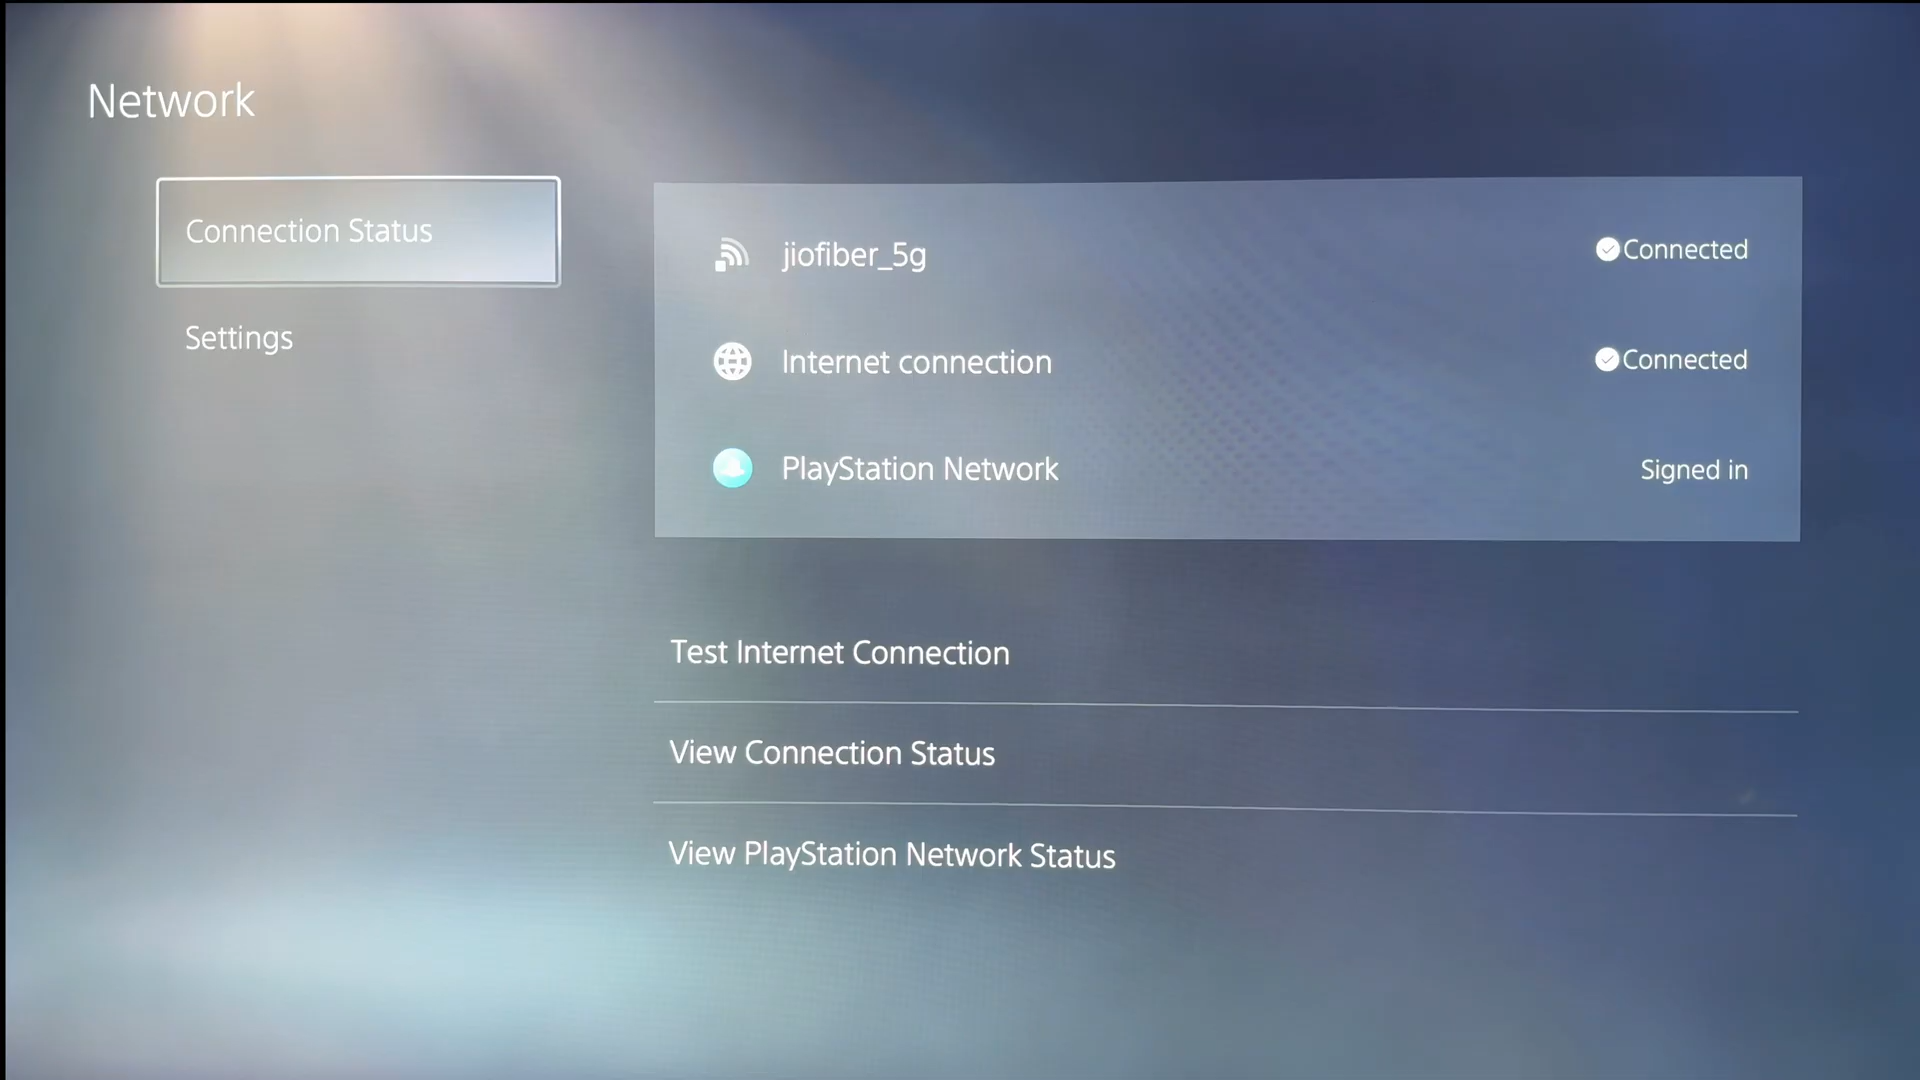 Network
Connection Status
Settings
jiofiber_5g
Connected
Internet connection
Connected
PlayStation Network
Signed in
Test Internet Connection
View Connection Status
View PlayStation Network Status